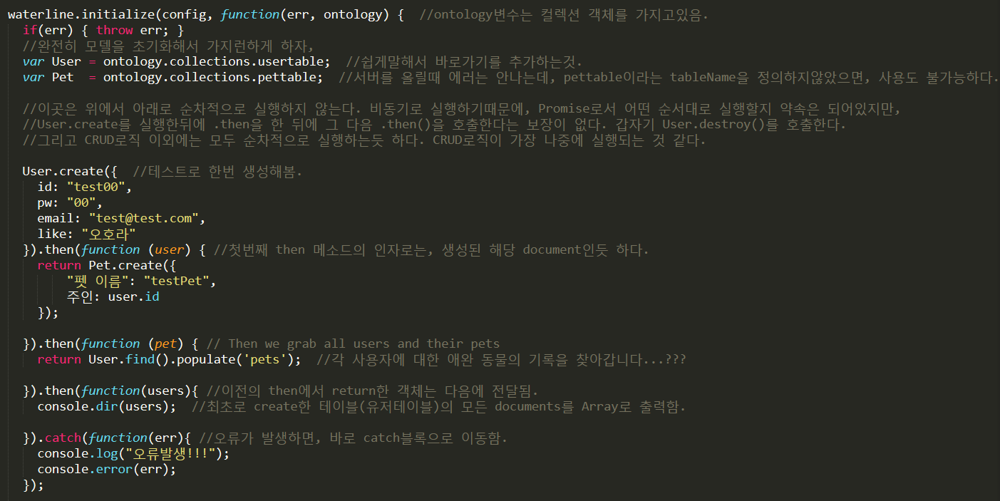 waterline.initialize(config, function(err, ontology) {  //ontology변수는 컬렉션 객체를 가지고있음.
  if(err) { throw err; }
  //완전히 모델을 초기화해서 가지런하게 하자,
  var User = ontology.collections.usertable;  //쉽게말해서 바로가기를 추가하는것.
  var Pet  = ontology.collections.pettable;  //서버를 올릴때 에러는 안나는데, pettable이라는 tableName을 정의하지않았으면, 사용도 불가능하다.

  //이곳은 위에서 아래로 순차적으로 실행하지 않는다. 비동기로 실행하기때문에, Promise로서 어떤 순서대로 실행할지 약속은 되어있지만,
  //User.create를 실행한뒤에 .then을 한 뒤에 그 다음 .then()을 호출한다는 보장이 없다. 갑자기 User.destroy()를 호출한다.
  //그리고 CRUD로직 이외에는 모두 순차적으로 실행하는듯 하다. CRUD로직이 가장 나중에 실행되는 것 같다.

  User.create({  //테스트로 한번 생성해봄.
    id: "test00",
    pw: "00",
    email: "test@test.com",
    like: "오호라"
  }).then(function (user) { //첫번째 then 메소드의 인자로는, 생성된 해당 document인듯 하다.
    return Pet.create({
        "펫 이름": "testPet",
        주인: user.id
    });

  }).then(function (pet) { // Then we grab all users and their pets
    return User.find().populate('pets');  //각 사용자에 대한 애완 동물의 기록을 찾아갑니다...???

  }).then(function(users){ //이전의 then에서 return한 객체는 다음에 전달됨.
    console.dir(users);  //최초로 create한 테이블(유저테이블)의 모든 documents를 Array로 출력함.

  }).catch(function(err){ //오류가 발생하면, 바로 catch블록으로 이동함.
    console.log("오류발생!!!");
    console.error(err);
  });